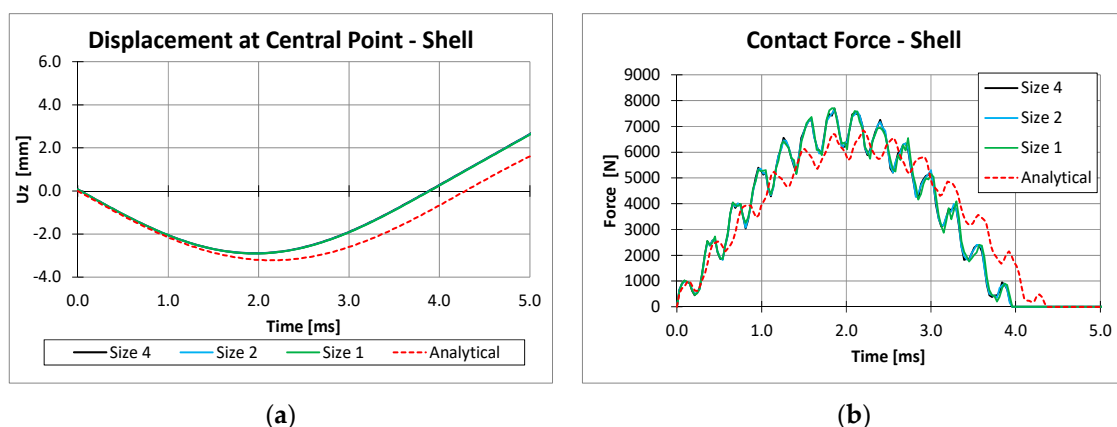 Displacement at Central Point - Shell
6.0
4.0
2.0
0.0
-2.0
-4.0
Uz [mm]
0.0 1.0 2.0 3.0 4.0 5.0
Time [ms]
Size 4 Size 2 Size 1 Analytical
(a)
Contact Force - Shell
9000
8000
7000
6000
5000
4000
3000
2000
1000
0
Force [N]
Size 4
Size 2
Size 1
Analytical
0.0 1.0 2.0 3.0 4.0 5.0
Time [ms]
(b)